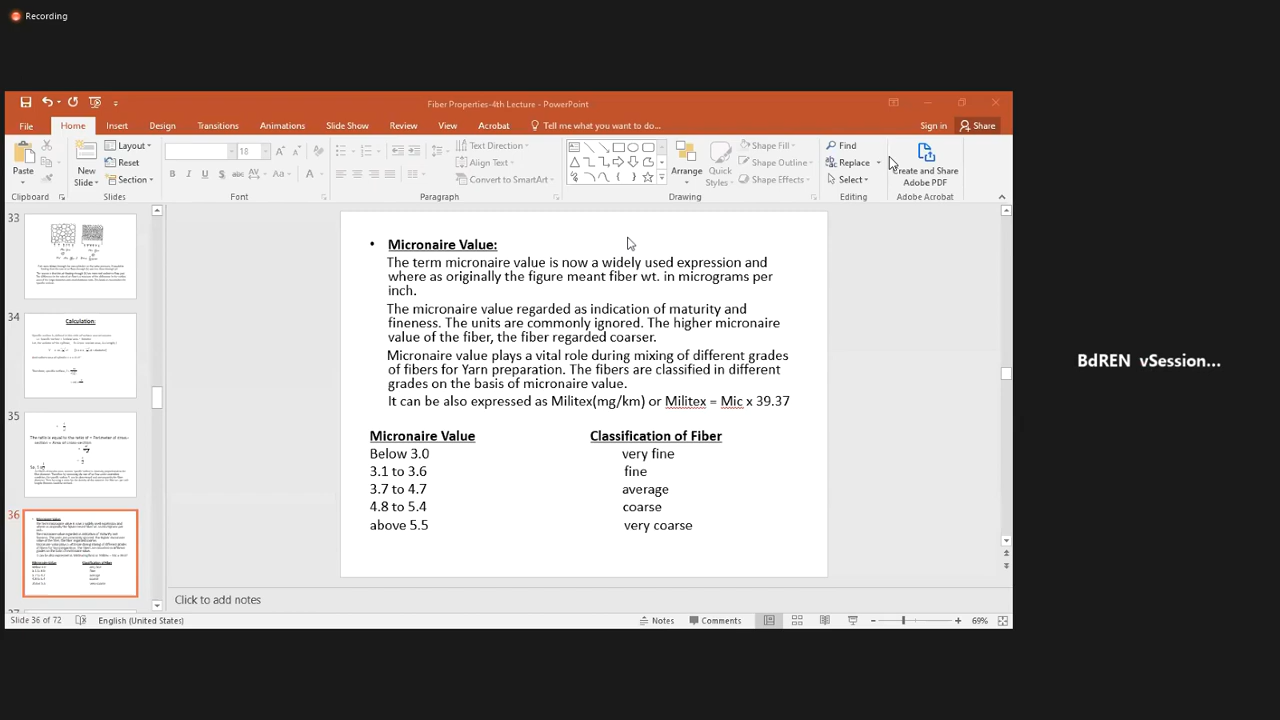 Recording
Fiber Properties-4th Lecture - PowerPoint
File Home Insert Design Transitions Animations Slide Show Review View Acrobat Tell me what you want to do... Sign in Share
Paste
New
Slide
Layout
Reset
Section
18
B I U S abc AV Aa A
Text Direction
Align Text
Convert to SmartArt
Arrange
Quick
Styles
Shape Fill
Shape Outline
Shape Effects
Find
Replace
Select
Create and Share
Adobe PDF
Clipboard Slides Font Paragraph Drawing Editing Adobe Acrobat
33
34
Calculation:
35
36
• Micronaire Value:
The term micronaire value is now a widely used expression and
where as originally the figure meant fiber wt. in micrograms per
inch.
The micronaire value regarded as indication of maturity and
fineness. The units are commonly ignored. The higher micronaire
value of the fiber, the fiber regarded coarser.
Micronaire value plays a vital role during mixing of different grades
of fibers for Yarn preparation. The fibers are classified in different
grades on the basis of micronaire value.
It can be also expressed as Militex(mg/km) or Militex = Mic x 39.37
Micronaire Value Classification of Fiber
Below 3.0 very fine
3.1 to 3.6 fine
3.7 to 4.7 average
4.8 to 5.4 coarse
above 5.5 very coarse
BdREN vSession...
Click to add notes
Slide 36 of 72 English (United States) Notes Comments 69%